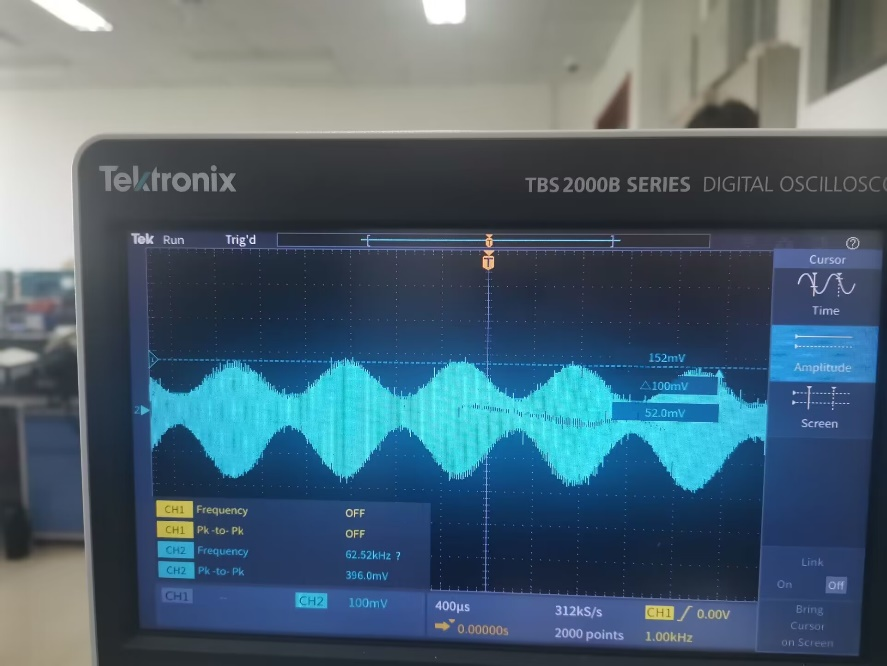 Tektronix
TBS 2000B SERIES DIGITAL OSCILLOSC
Tek Run Trig'd
T
T
Cursor
Time
152mV
△100mV
Amplitude
52.0mV
2
Screen
CH1 Frequency OFF
CH1 Pk-to-Pk OFF
CH2 Frequency 62.52kHz ?
CH2 Pk-to-Pk 396.0mV
Link
On Off
CH1 -- CH2 100mV
400μs 312kS/s CH1 0.00V
0.00000s 2000 points 1.00kHz
Bring
Cursor
on Screen